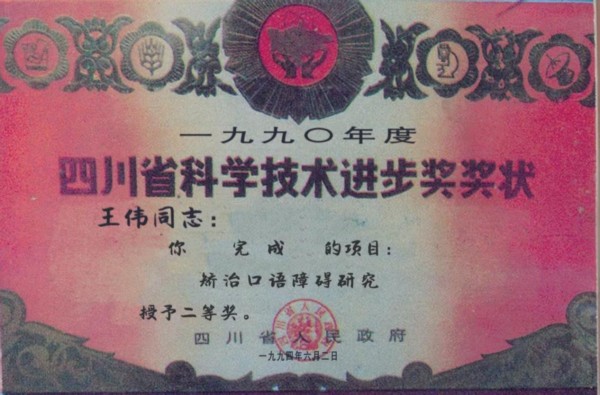 一九九〇年度
四川省科学技术进步奖奖状
王伟同志：
你 完成 的项目：
矫治口语障碍研究
授予二等奖。
四川省人民政府
一九九四年六月二日